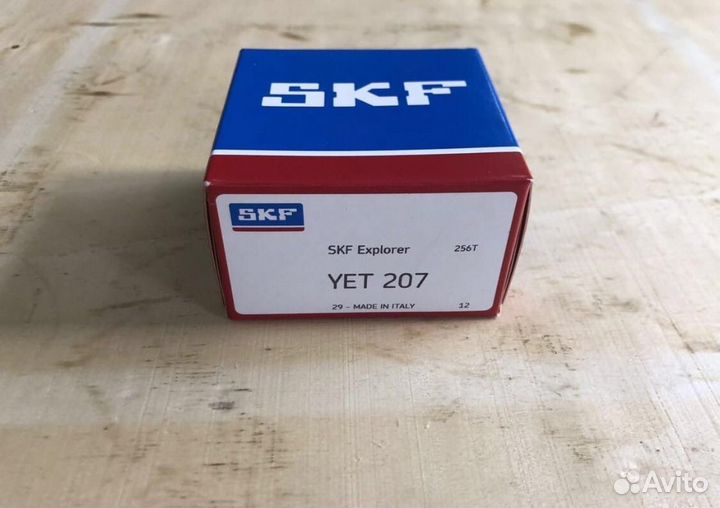 SKF
SKF
SKF Explorer 256T
YET 207
29 - MADE IN ITALY 12
Avito